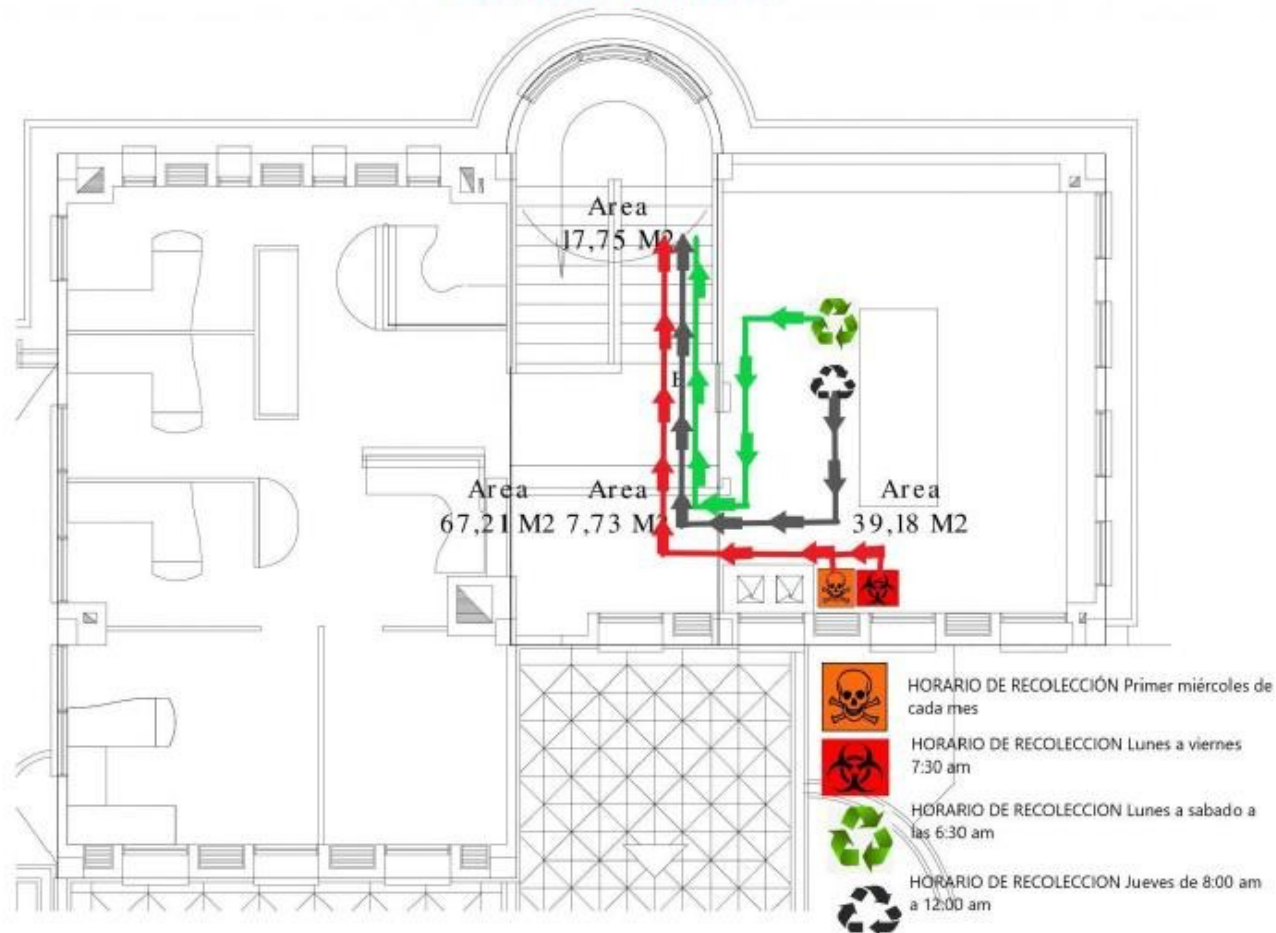 Area
17,75 M2
E
Area
67,21 M2
Area
7,73 M2
Area
39,18 M2
HORARIO DE RECOLECCIÓN Primer miércoles de
cada mes
HORARIO DE RECOLECCION Lunes a viernes
7:30 am
HORARIO DE RECOLECCION Lunes a sabado a
las 6:30 am
HORARIO DE RECOLECCION Jueves de 8:00 am
a 12:00 am